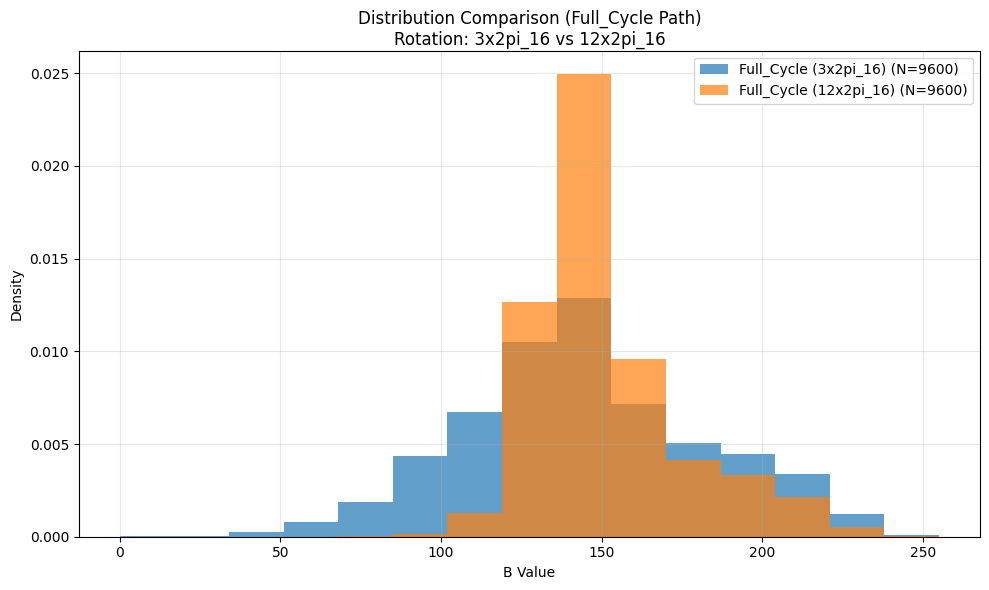 Distribution Comparison (Full_Cycle Path)
Rotation: 3x2pi_16 vs 12x2pi_16
Full_Cycle (3x2pi_16) (N=9600)
Full_Cycle (12x2pi_16) (N=9600)
Density
0.025
0.020
0.015
0.010
0.005
0.000
0 50 100 150 200 250
B Value